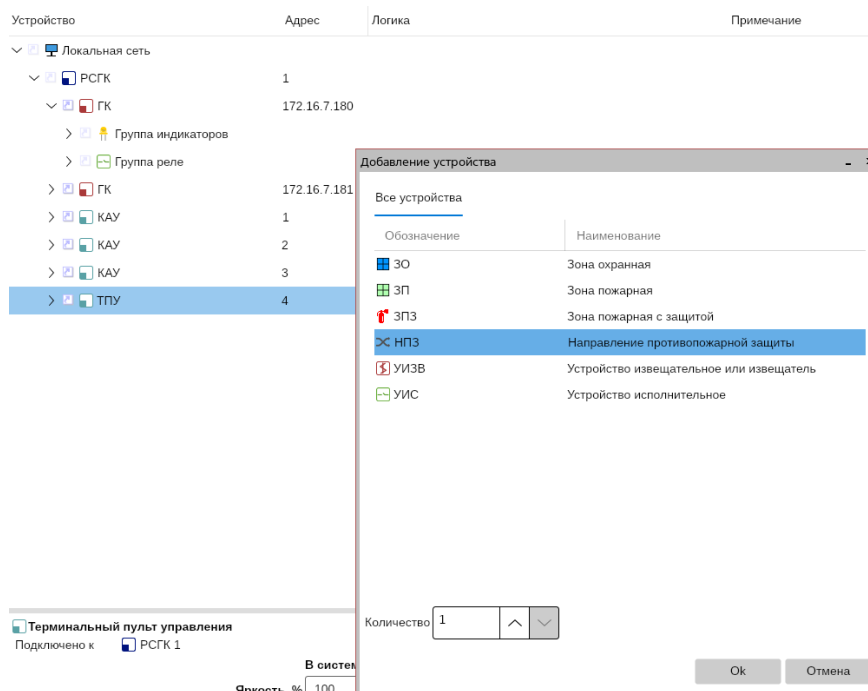 Устройство Адрес Логика Примечание
Локальная сеть
РСГК 1
ГК 172.16.7.180
Группа индикаторов
Группа реле
ГК 172.16.7.181
КАУ 1
КАУ 2
КАУ 3
ТПУ 4
Добавление устройства
Все устройства
Обозначение Наименование
ЗО Зона охранная
ЗП Зона пожарная
ЗПЗ Зона пожарная с защитой
НПЗ Направление противопожарной защиты
УИЗВ Устройство извещательное или извещатель
УИС Устройство исполнительное
Количество 1
Ok Отмена
Терминальный пульт управления
Подключено к РСГК 1
В систем
Яркость, % 100